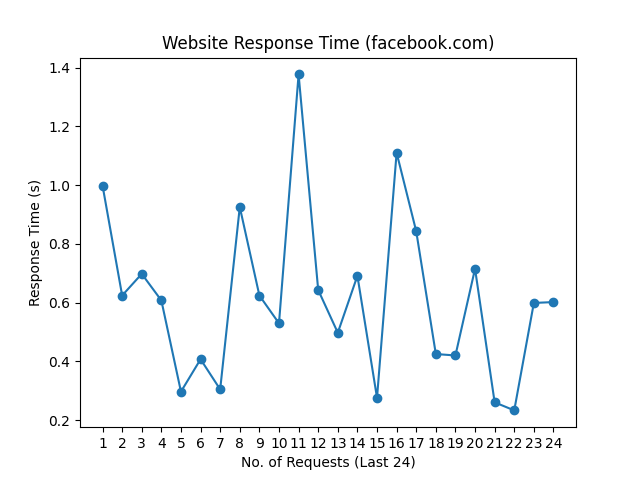 Website Response Time (facebook.com)
1.4
1.2
1.0
0.8
0.6
0.4
0.2
Response Time (s)
1 2 3 4 5 6 7 8 9 10 11 12 13 14 15 16 17 18 19 20 21 22 23 24
No. of Requests (Last 24)